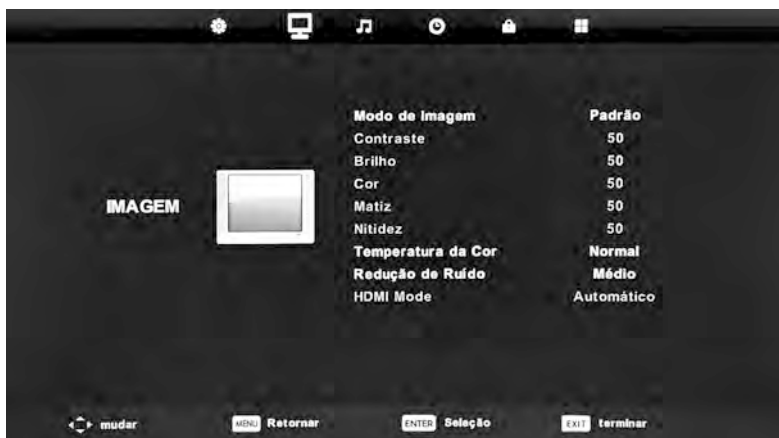 Modo de Imagem Padrão
Contraste 50
Brilho 50
Cor 50
IMAGEM
Matiz 50
Nitidez 50
Temperatura da Cor Normal
Redução de Ruído Médio
HDMI Mode Automático
mudar MENU Retornar ENTER Seleção EXIT terminar